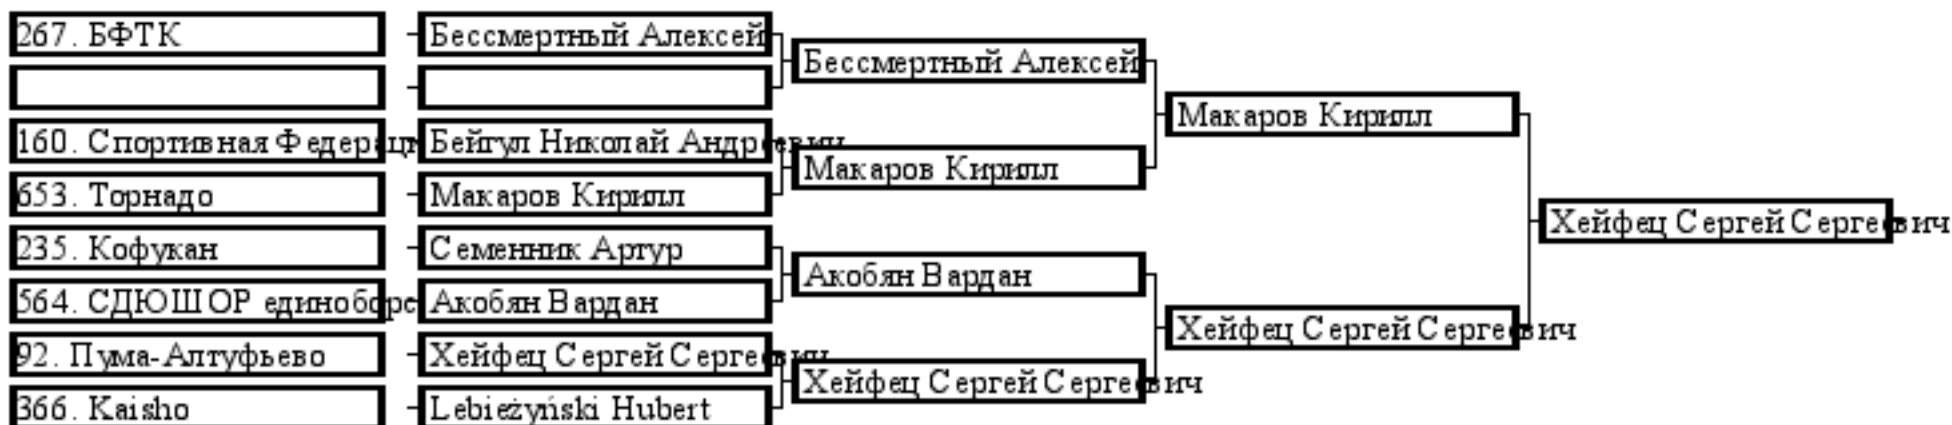 267. БФТК
Бессмертный Алексей
Бессмертный Алексей
Макаров Кирилл
160. Спортивная Федераци
Бейгул Николай Андреевич
Макаров Кирилл
653. Торнадо
Макаров Кирилл
Хейфец Сергей Сергеевич
235. Кофукан
Семенник Артур
Акобян Вардан
564. СДЮШОР единоборс
Акобян Вардан
Хейфец Сергей Сергеевич
92. Пума-Алтуфьево
Хейфец Сергей Сергеевич
Хейфец Сергей Сергеевич
366. Kaisho
Lebieżyński Hubert